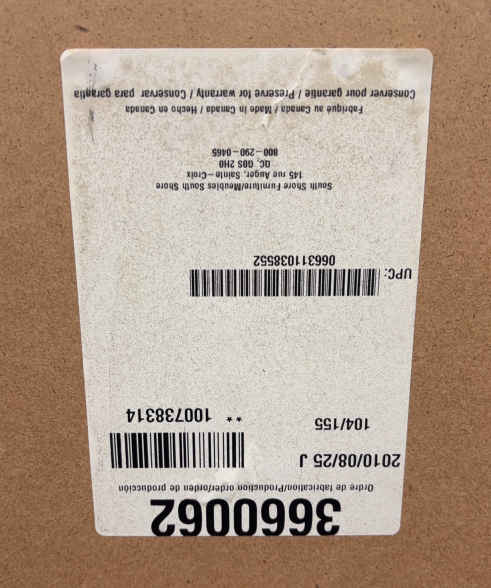 3660062
Ordre de fabrication/Production order/orden de producción
2010/08/25 J
104/155
** 100738314
UPC:
066311038552
South Shore Furniture/Meubles South Shore
145 rue Auger, Sainte-Croix
QC, G0S 2H0
800-290-0465
Fabriqué au Canada / Made in Canada / Hecho en Canada
Conserver pour garantie / Preserve for warranty / Conservar para garantia